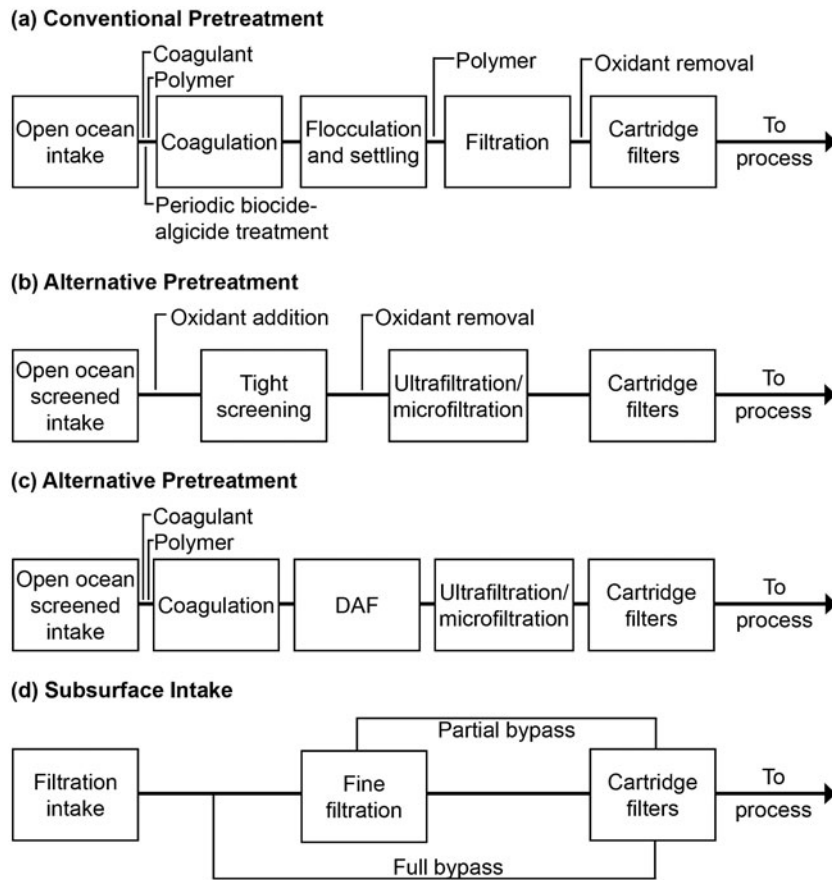 (a) Conventional Pretreatment
Coagulant
Polymer
Polymer
Oxidant removal
Open ocean
intake
Coagulation
Flocculation
and settling
Filtration
Cartridge
filters
To
process
Periodic biocide-
algicide treatment
(b) Alternative Pretreatment
Oxidant addition
Oxidant removal
Open ocean
screened
intake
Tight
screening
Ultrafiltration/
microfiltration
Cartridge
filters
To
process
(c) Alternative Pretreatment
Coagulant
Polymer
Open ocean
screened
intake
Coagulation
DAF
Ultrafiltration/
microfiltration
Cartridge
filters
To
process
(d) Subsurface Intake
Partial bypass
Filtration
intake
Fine
filtration
Cartridge
filters
To
process
Full bypass